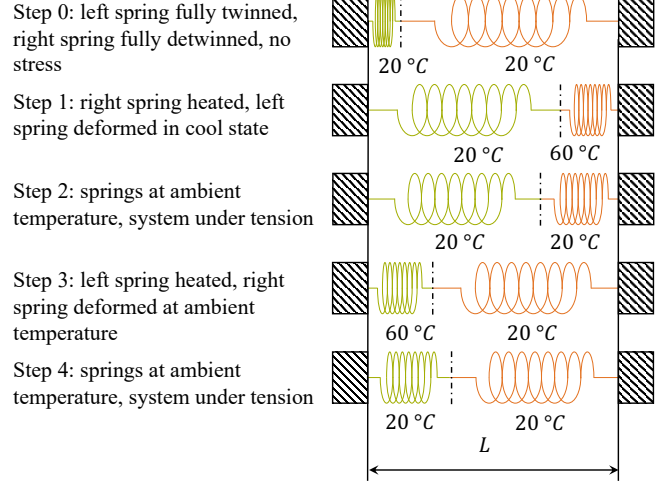 Step 0: left spring fully twinned,
right spring fully detwinned, no
stress
20 °C 20 °C
Step 1: right spring heated, left
spring deformed in cool state
20 °C 60 °C
Step 2: springs at ambient
temperature, system under tension
20 °C 20 °C
Step 3: left spring heated, right
spring deformed at ambient
temperature
60 °C 20 °C
Step 4: springs at ambient
temperature, system under tension
20 °C 20 °C
L